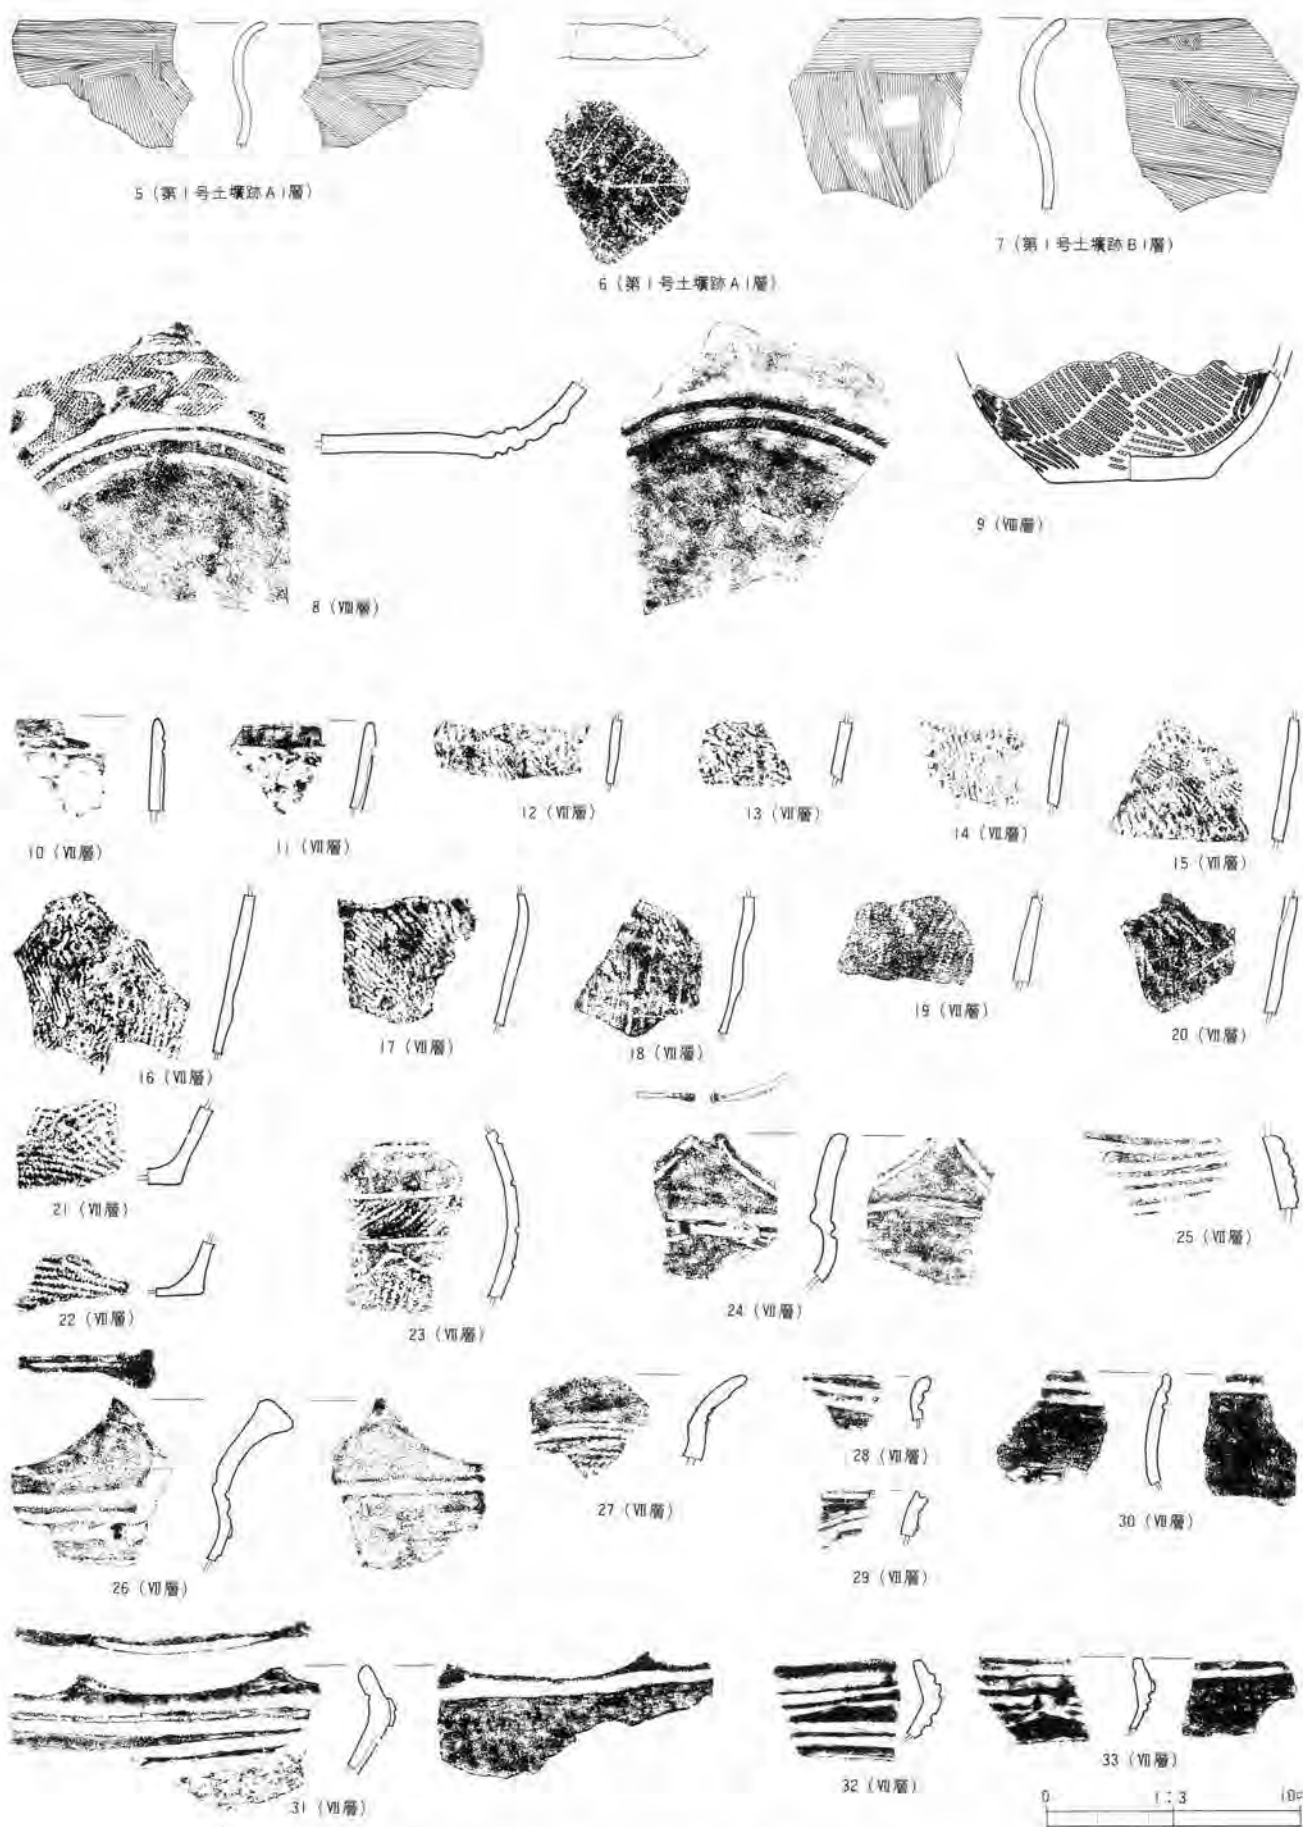 5 (第1号土壙跡A1層)
6 (第1号土壙跡A1層)
7 (第1号土壙跡B1層)
8 (Ⅷ層)
9 (Ⅷ層)
10 (Ⅶ層)
11 (Ⅶ層)
12 (Ⅶ層)
13 (Ⅶ層)
14 (Ⅶ層)
15 (Ⅶ層)
16 (Ⅶ層)
17 (Ⅶ層)
18 (Ⅶ層)
19 (Ⅶ層)
20 (Ⅶ層)
21 (Ⅶ層)
22 (Ⅶ層)
23 (Ⅶ層)
24 (Ⅶ層)
25 (Ⅶ層)
26 (Ⅶ層)
27 (Ⅶ層)
28 (Ⅶ層)
29 (Ⅶ層)
30 (Ⅶ層)
31 (Ⅶ層)
32 (Ⅶ層)
33 (Ⅶ層)
0 1:3